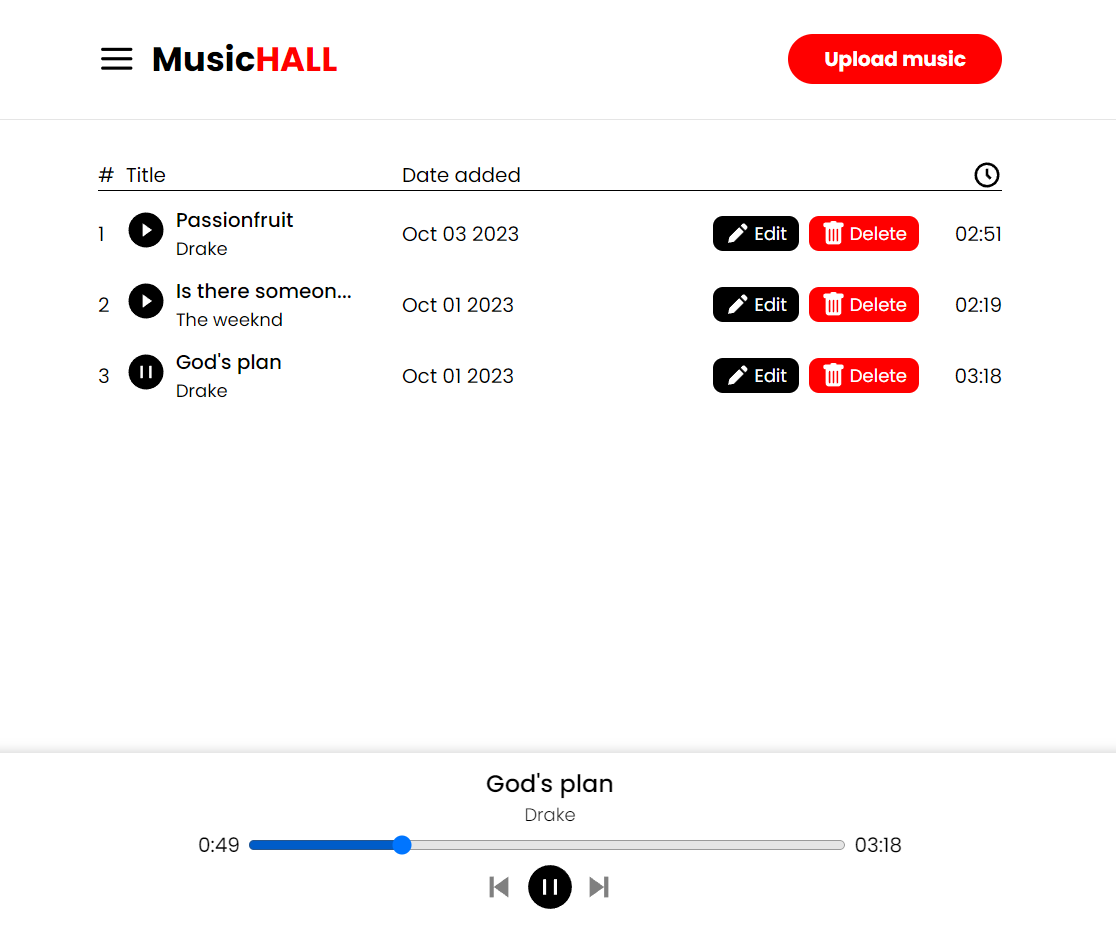 MusicHALL Upload music
# Title Date added
1 Passionfruit Oct 03 2023 Edit Delete 02:51
Drake
2 Is there someon... Oct 01 2023 Edit Delete 02:19
The weeknd
3 God's plan Oct 01 2023 Edit Delete 03:18
Drake
God's plan
Drake
0:49 03:18